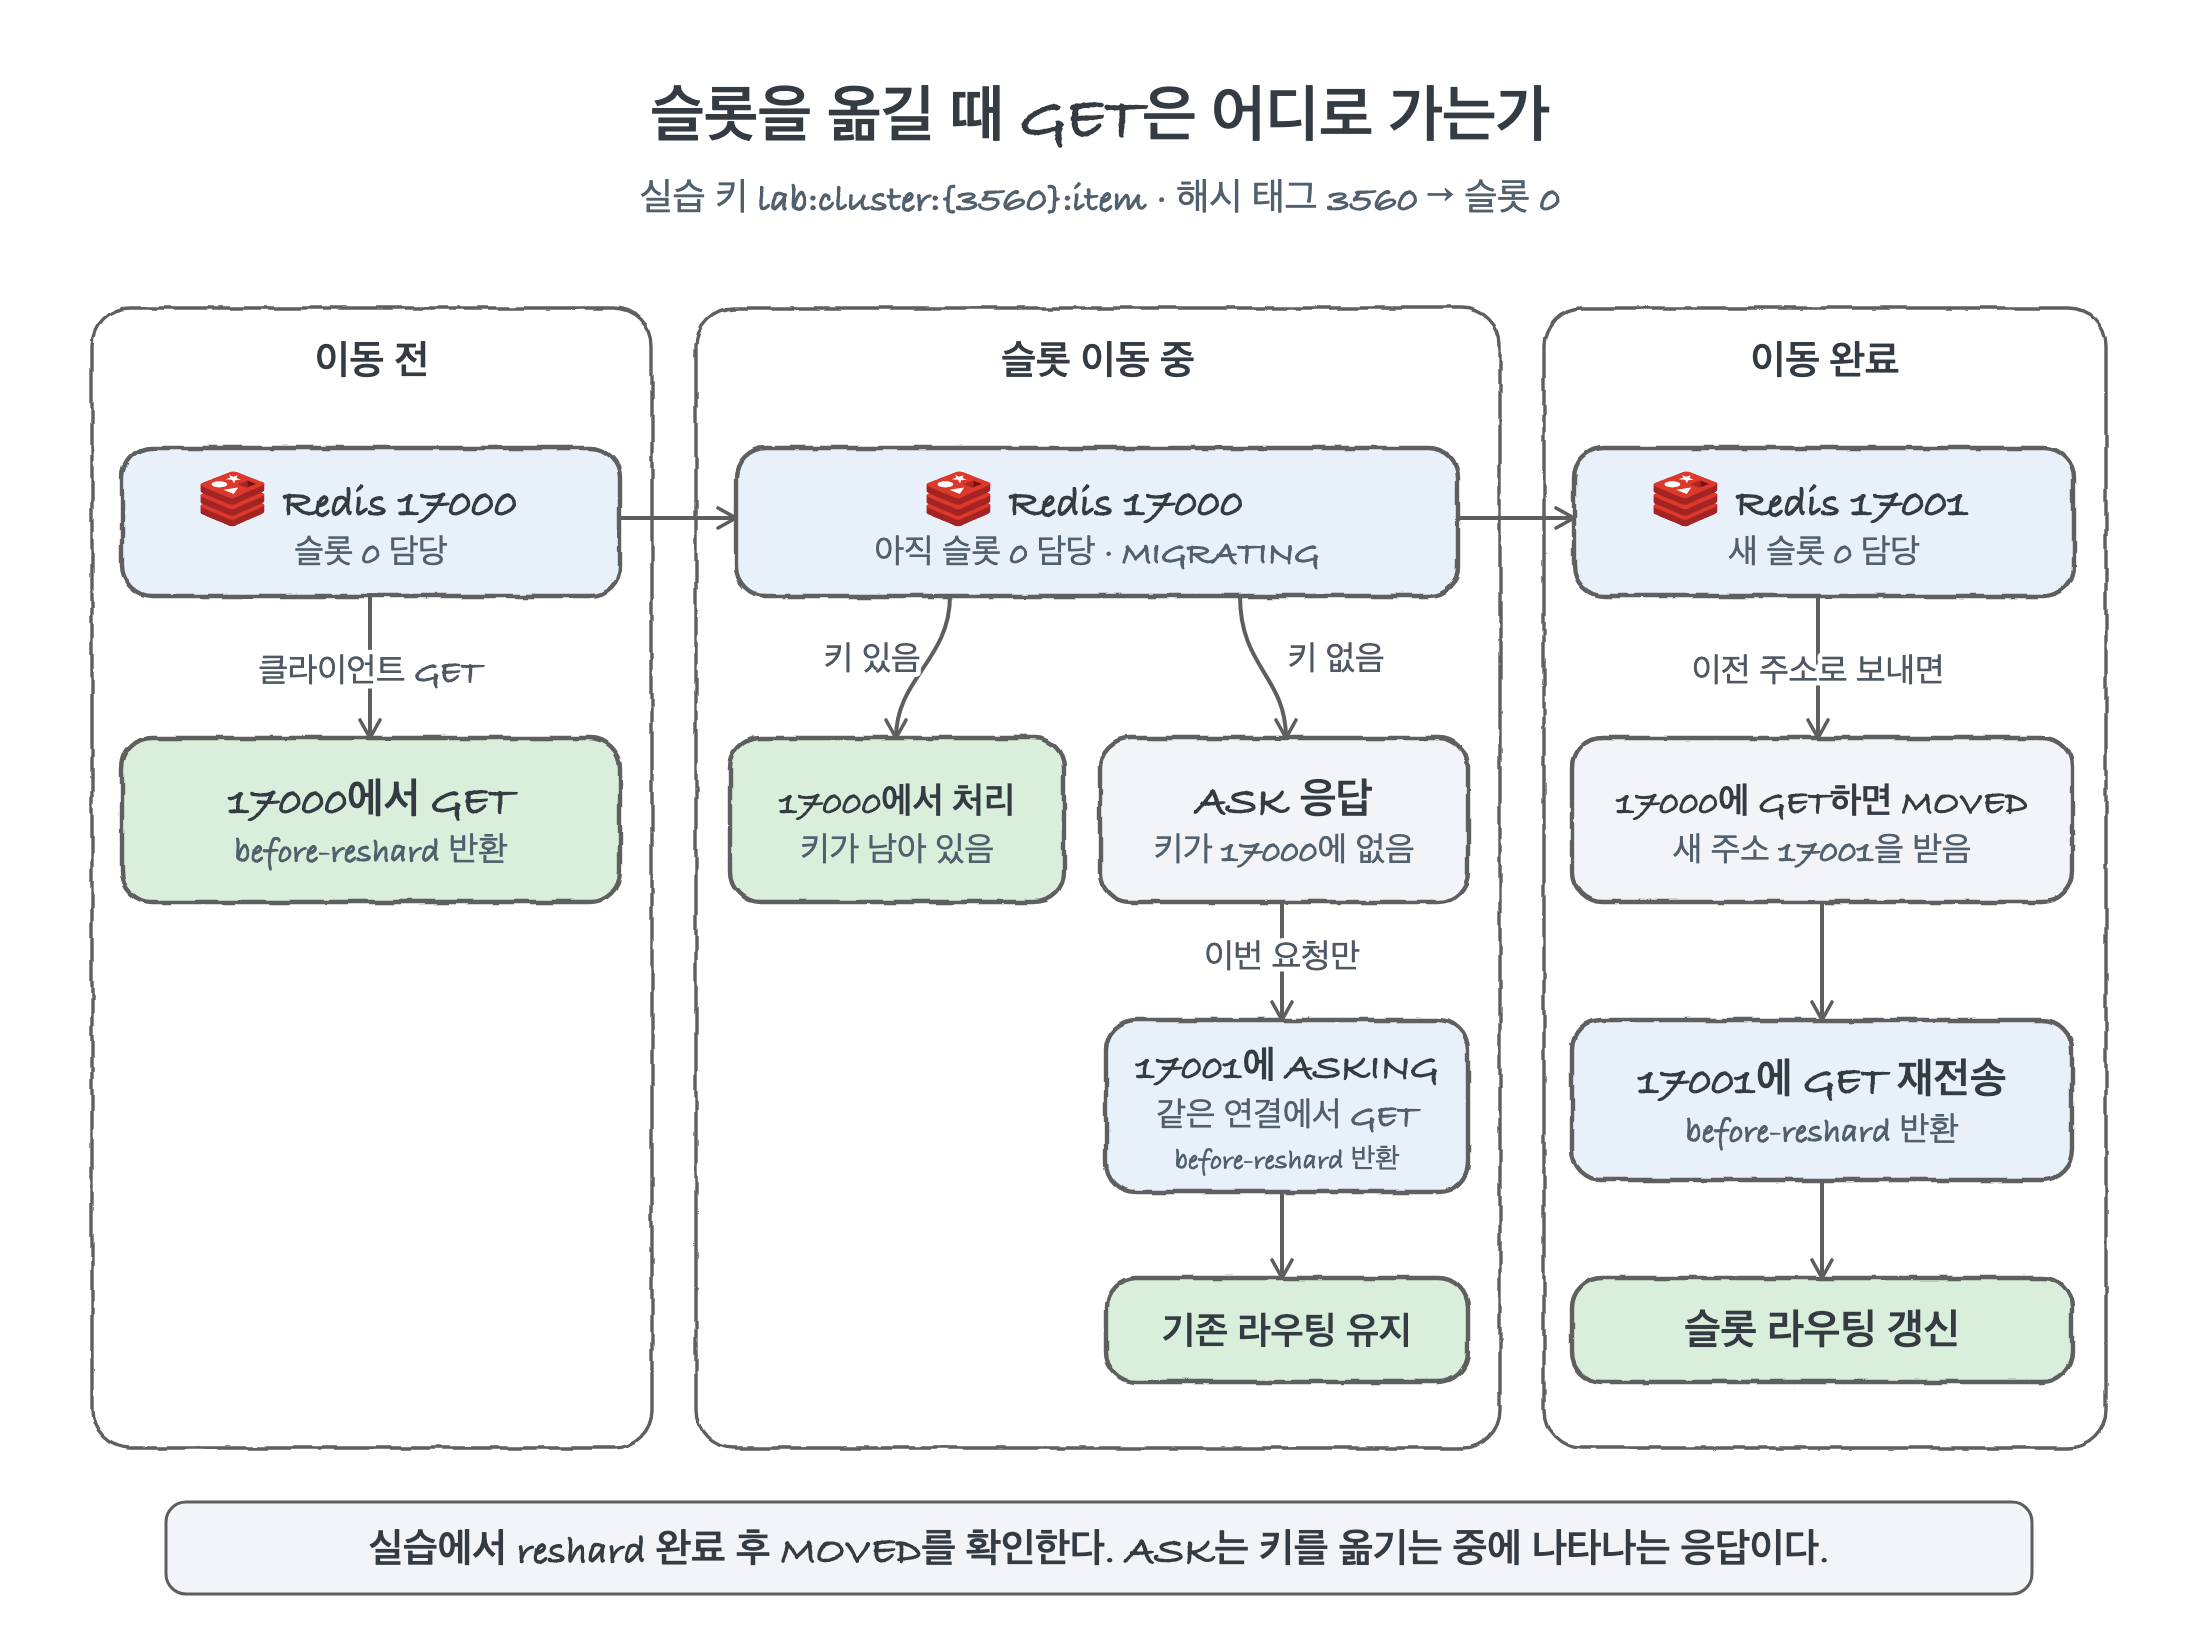 슬롯을 옮길 때 GET은 어디로 가는가
실습 키 lab:cluster:{3560}:item · 해시 태그 3560 → 슬롯 0
이동 전
Redis 17000
슬롯 0 담당
클라이언트 GET
17000에서 GET
before-reshard 반환
슬롯 이동 중
Redis 17000
아직 슬롯 0 담당 · MIGRATING
키 있음
키 없음
17000에서 처리
키가 남아 있음
ASK 응답
키가 17000에 없음
이번 요청만
17001에 ASKING
같은 연결에서 GET
before-reshard 반환
기존 라우팅 유지
이동 완료
Redis 17001
새 슬롯 0 담당
이전 주소로 보내면
17000에 GET하면 MOVED
새 주소 17001을 받음
17001에 GET 재전송
before-reshard 반환
슬롯 라우팅 갱신
실습에서 reshard 완료 후 MOVED를 확인한다. ASK는 키를 옮기는 중에 나타나는 응답이다.